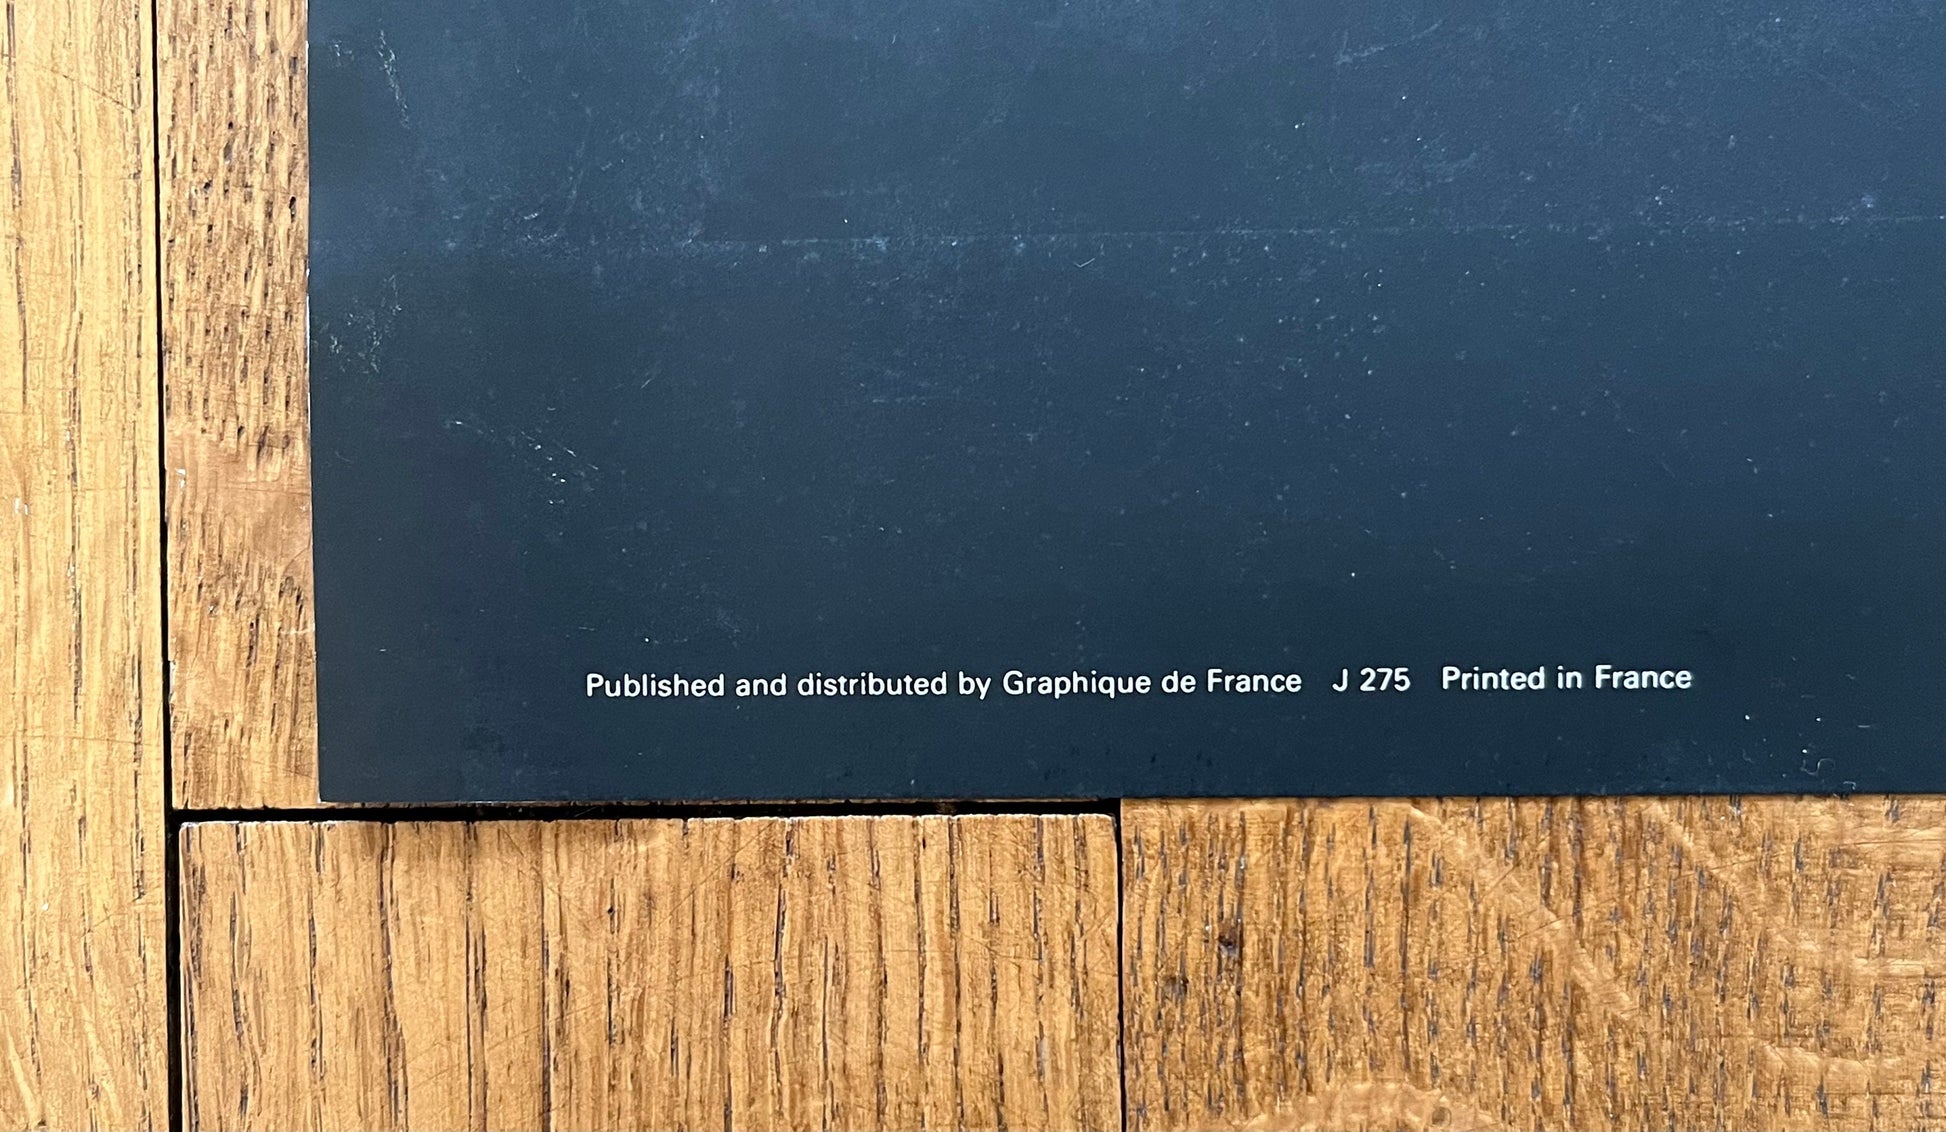 Published and distributed by Graphique de France J 275 Printed in France